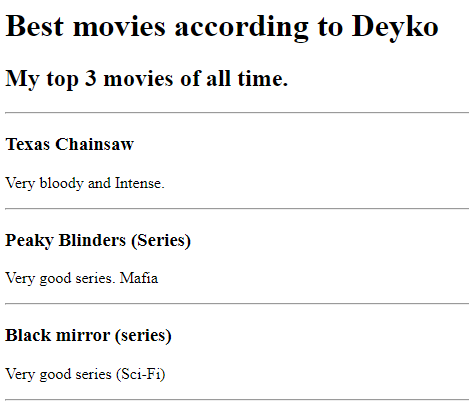 Best movies according to Deyko
My top 3 movies of all time.
Texas Chainsaw
Very bloody and Intense.
Peaky Blinders (Series)
Very good series. Mafia
Black mirror (series)
Very good series (Sci-Fi)